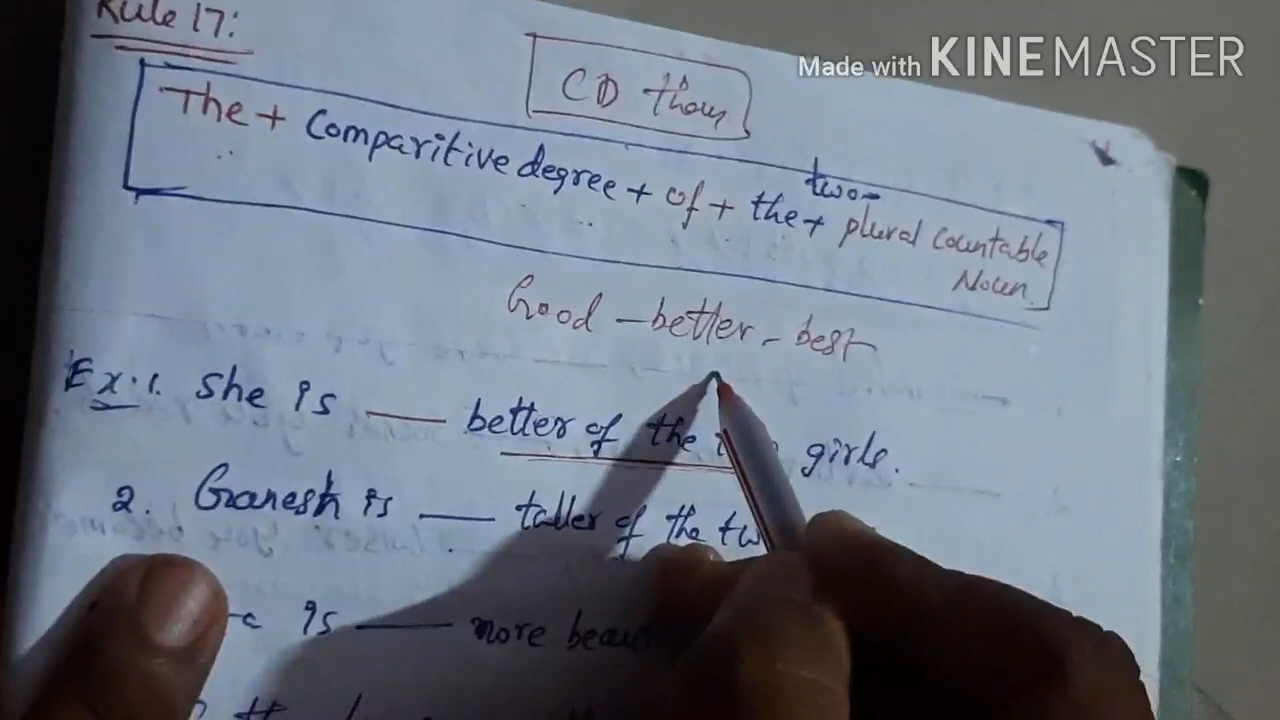 Made with KINEMASTER
Rule 17:
CD than
The + Comparitive degree + of + the + two plural Countable
Noun.
Good - better - best
Ex:1. She is ___ better of the girls.
2. Ganesh is ___ taller of the tw
is ___ more beau